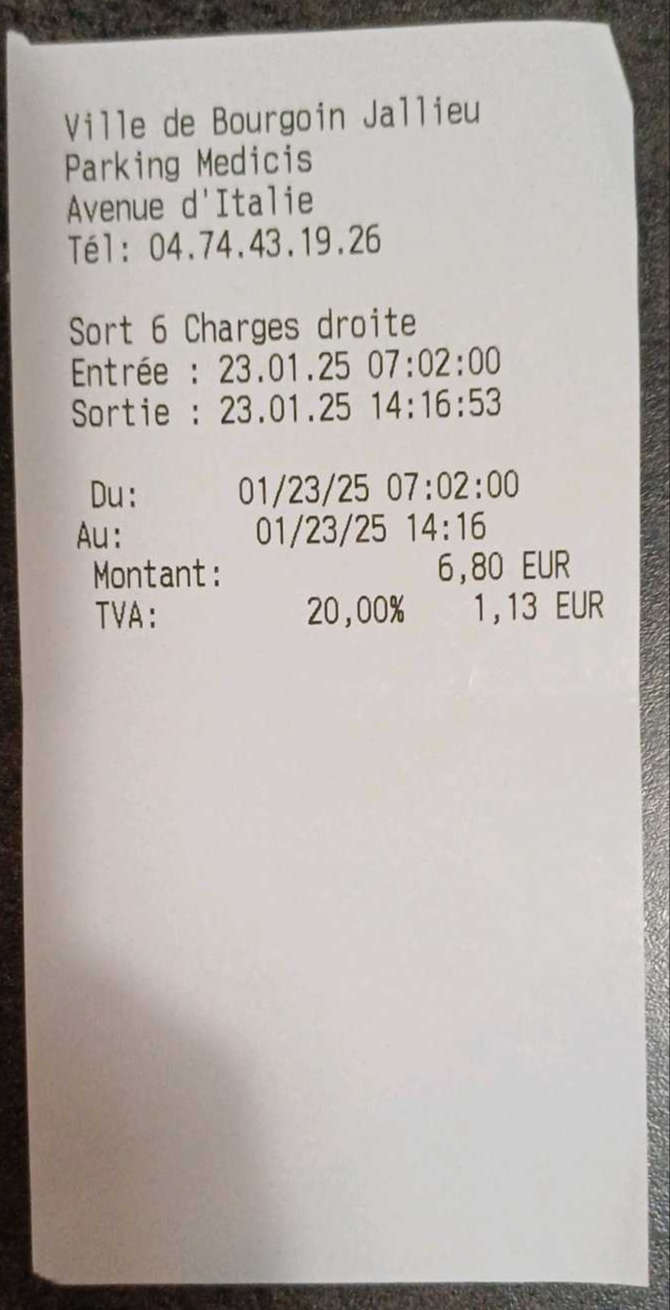 Ville de Bourgoin Jallieu
Parking Medicis
Avenue d'Italie
Tél: 04.74.43.19.26
Sort 6 Charges droite
Entrée : 23.01.25 07:02:00
Sortie : 23.01.25 14:16:53
Du: 01/23/25 07:02:00
Au: 01/23/25 14:16
Montant: 6,80 EUR
TVA: 20,00% 1,13 EUR